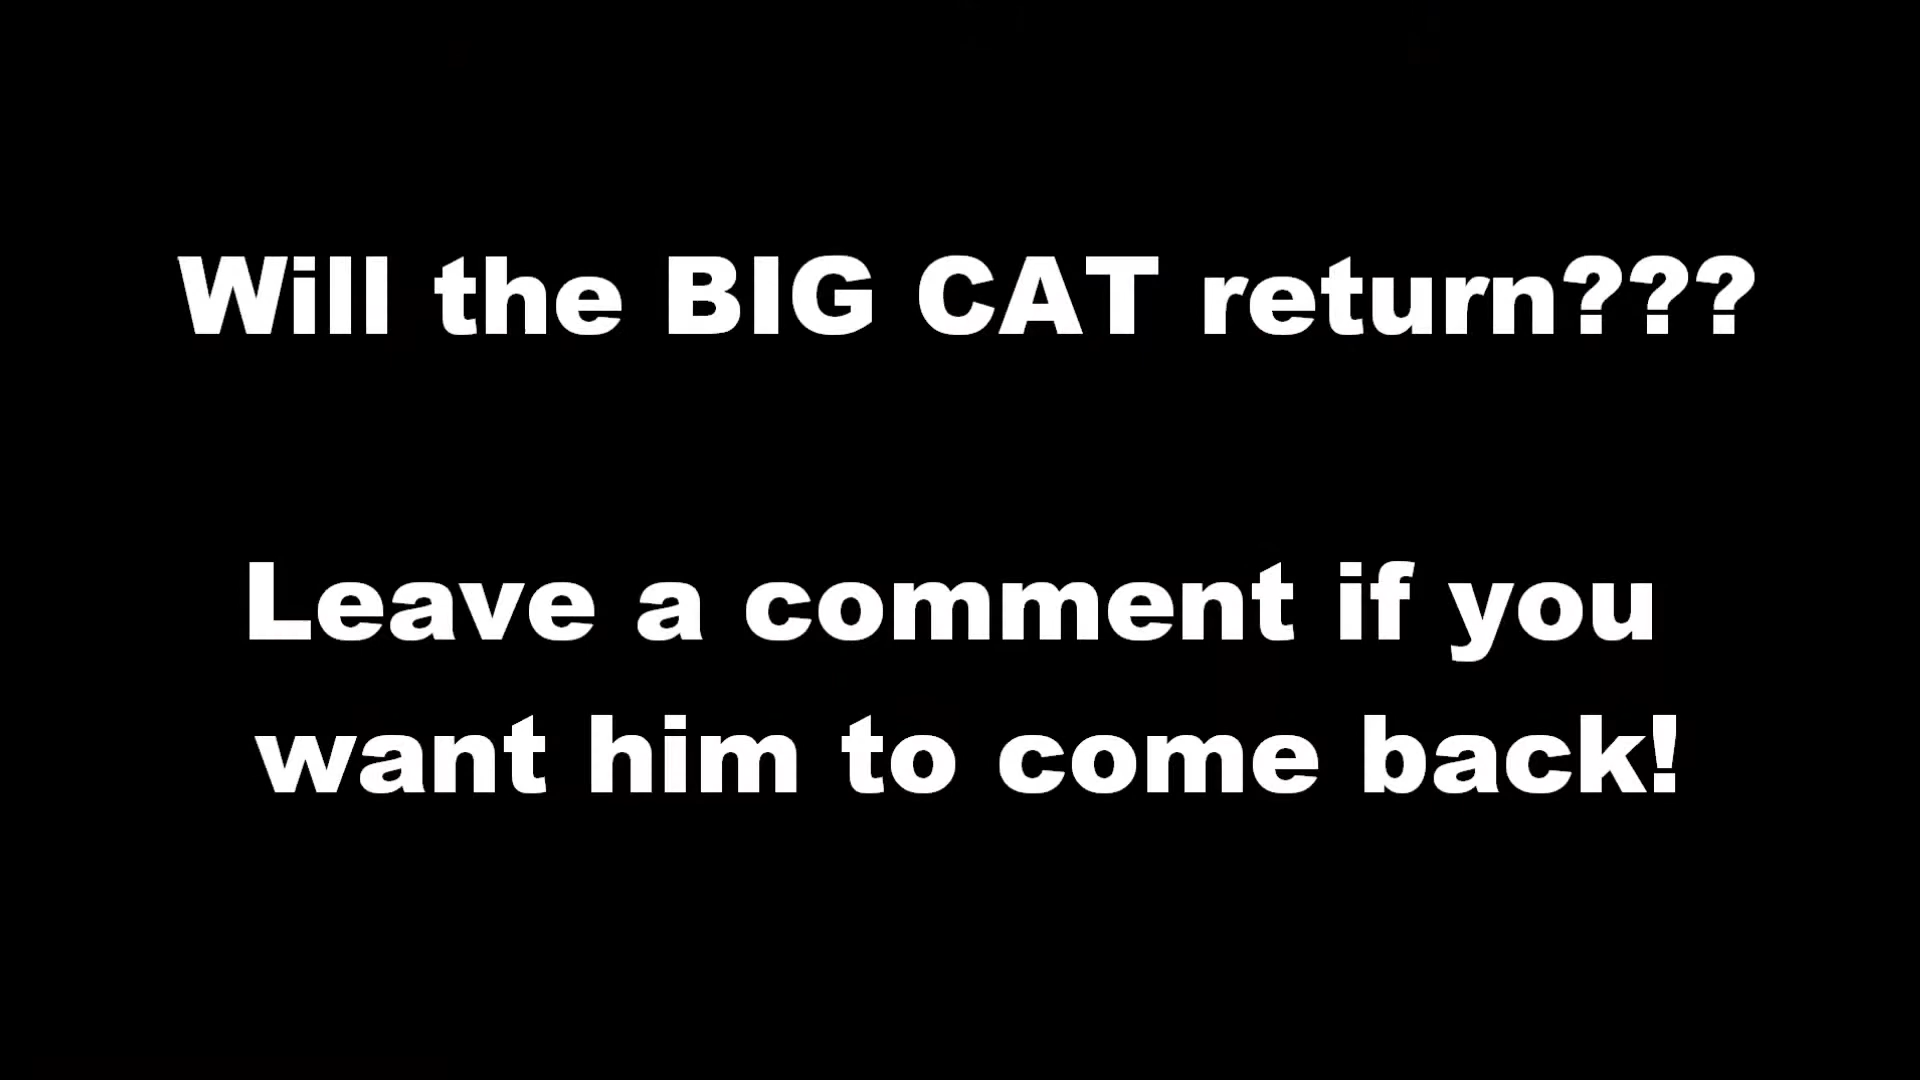 Will the BIG CAT return???
Leave a comment if you
want him to come back!